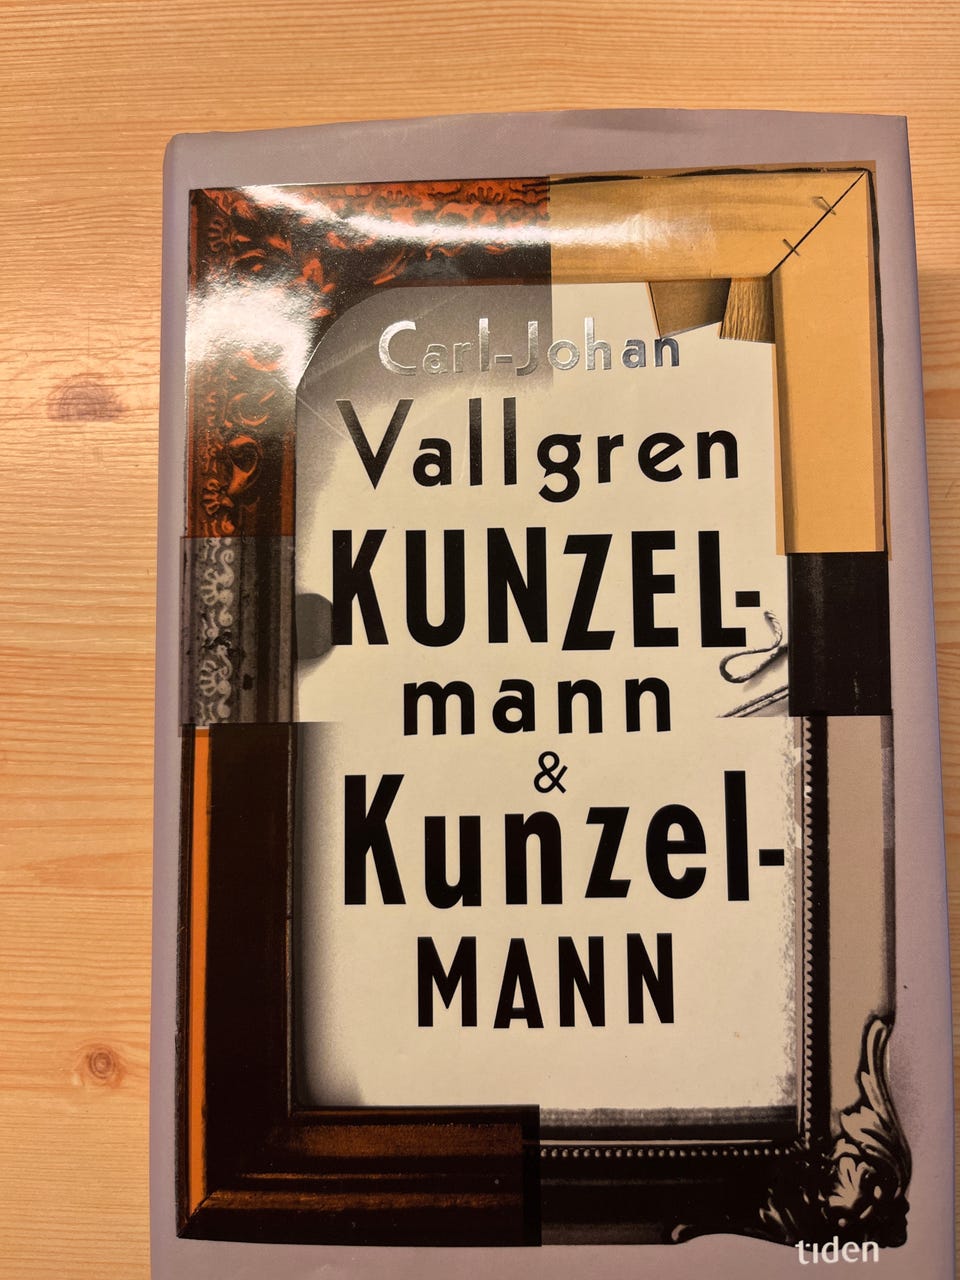 Carl-Johan
Vallgren
KUNZEL-
mann
&
Kunzel-
MANN
tiden